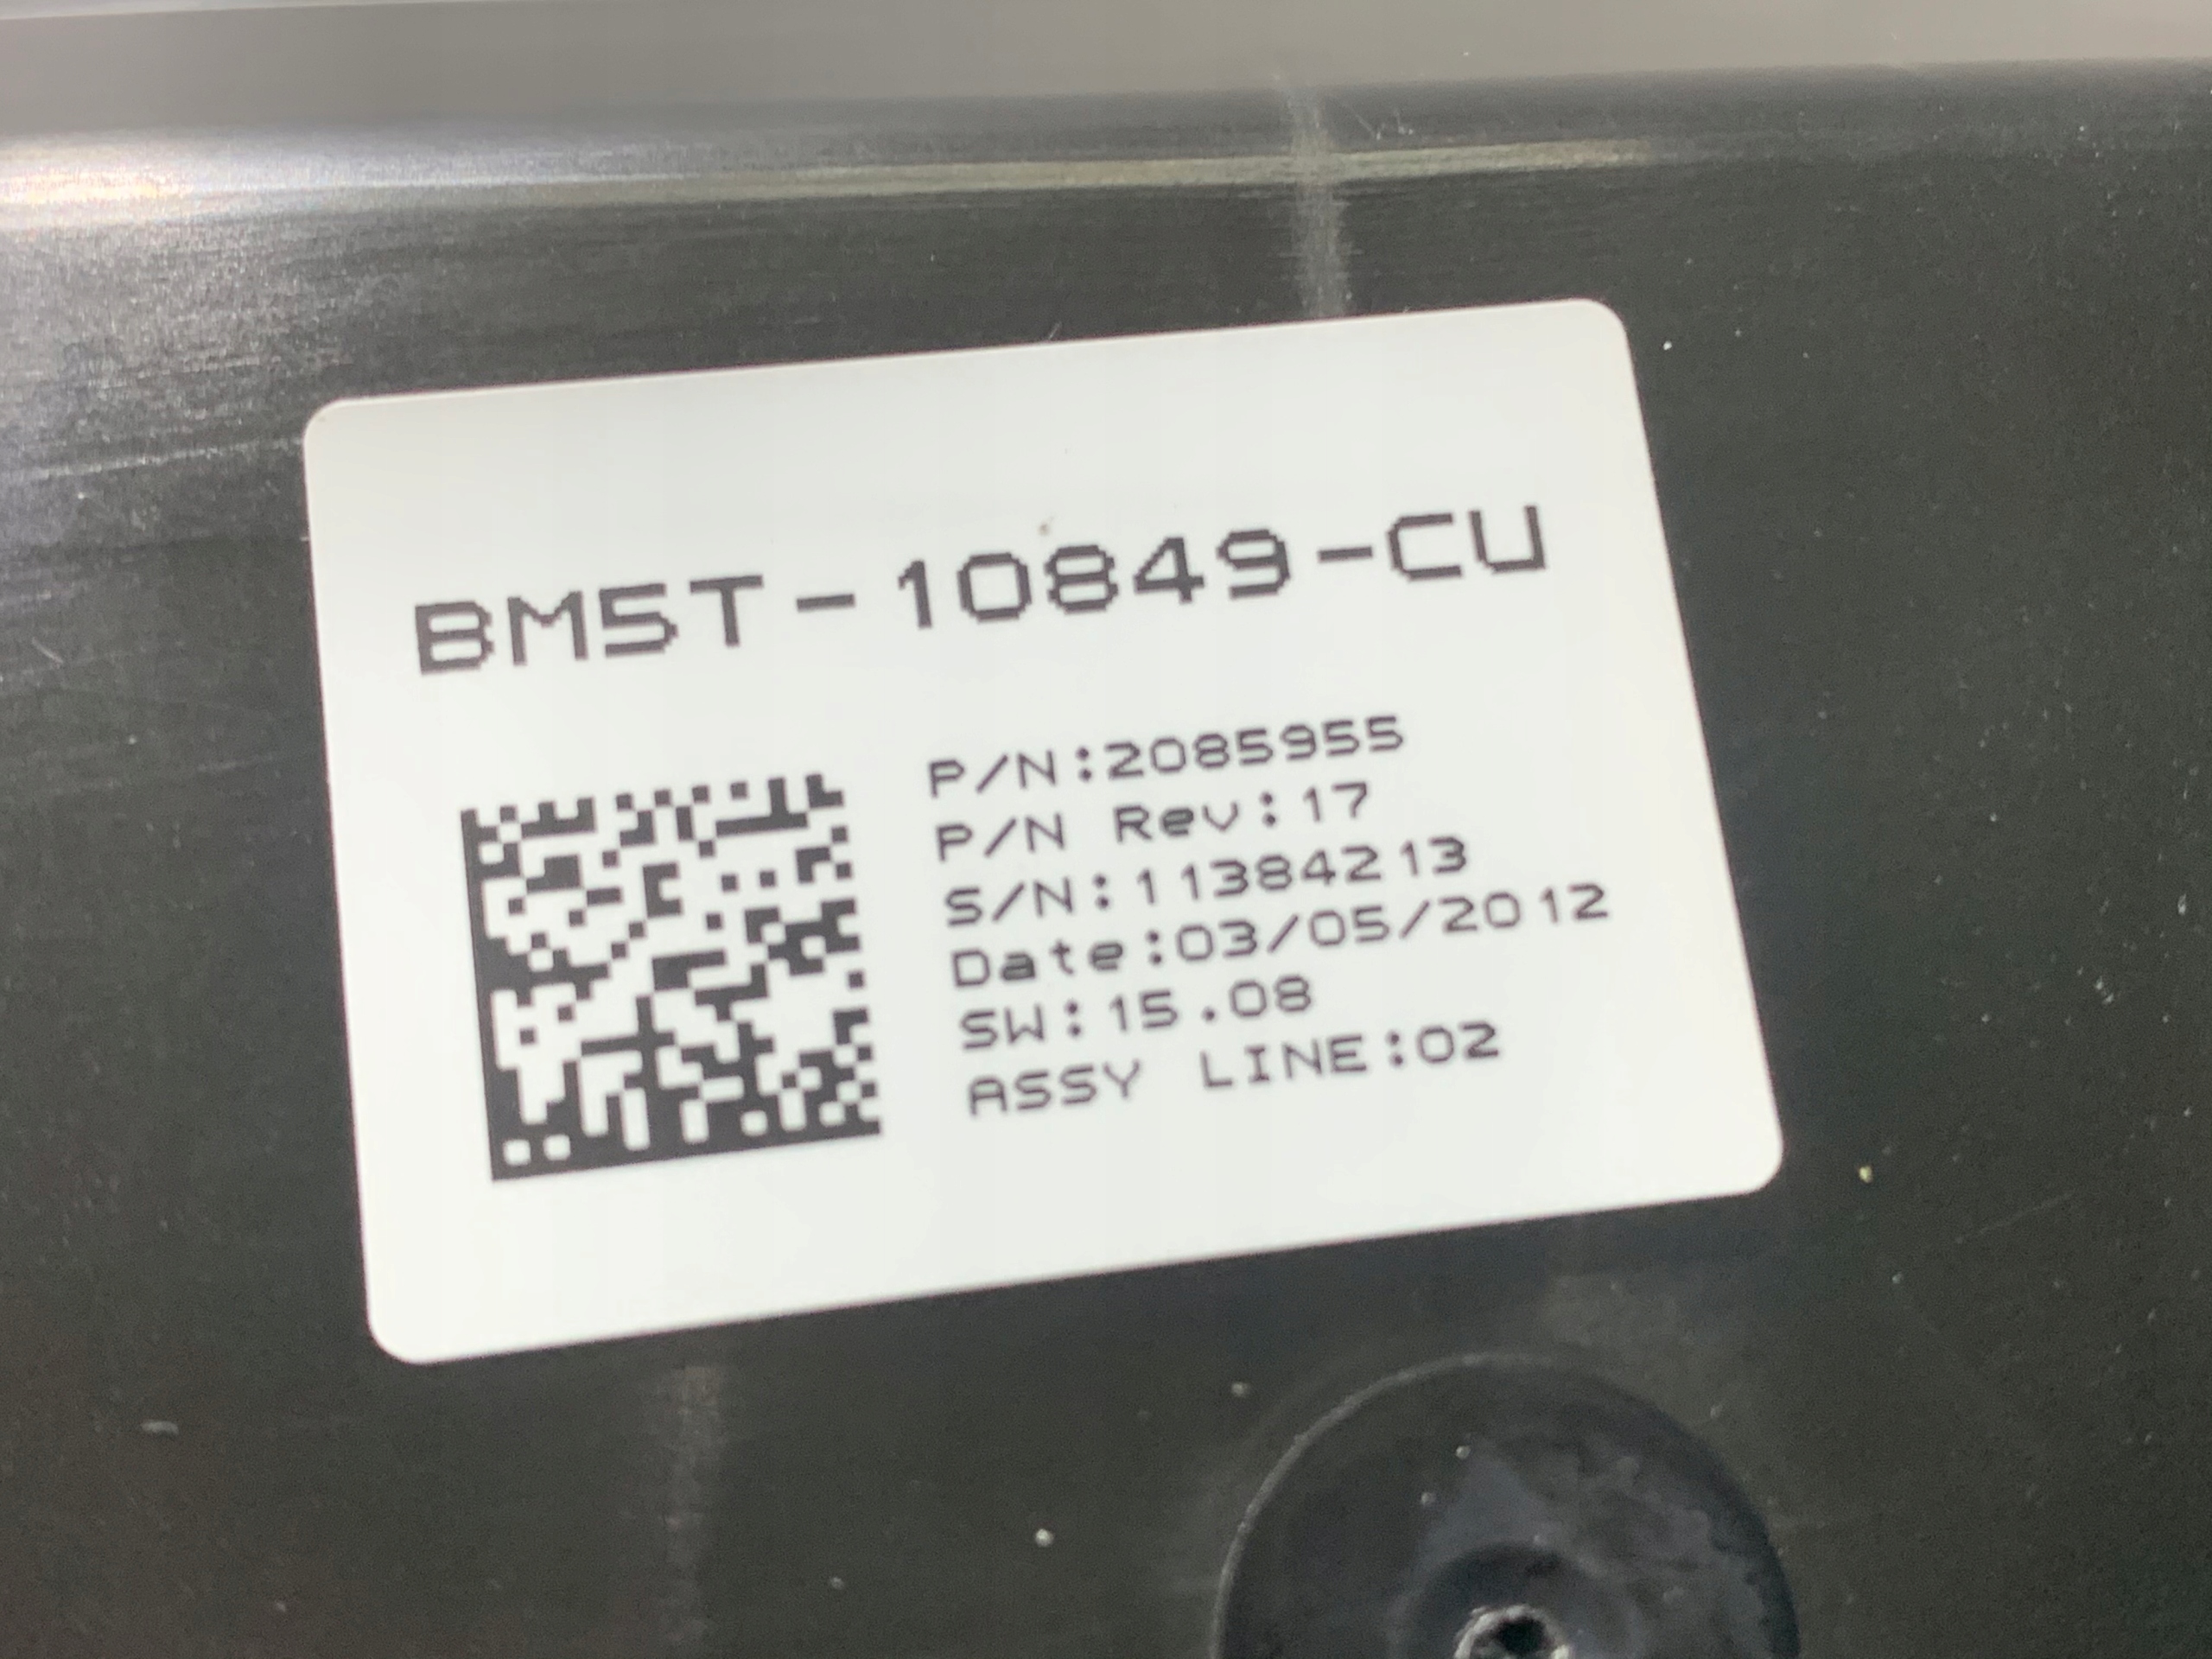 BM5T-10849-CU
P/N:2085955
P/N Rev:17
S/N:11384213
Date:03/05/2012
SW:15.08
ASSY LINE:02